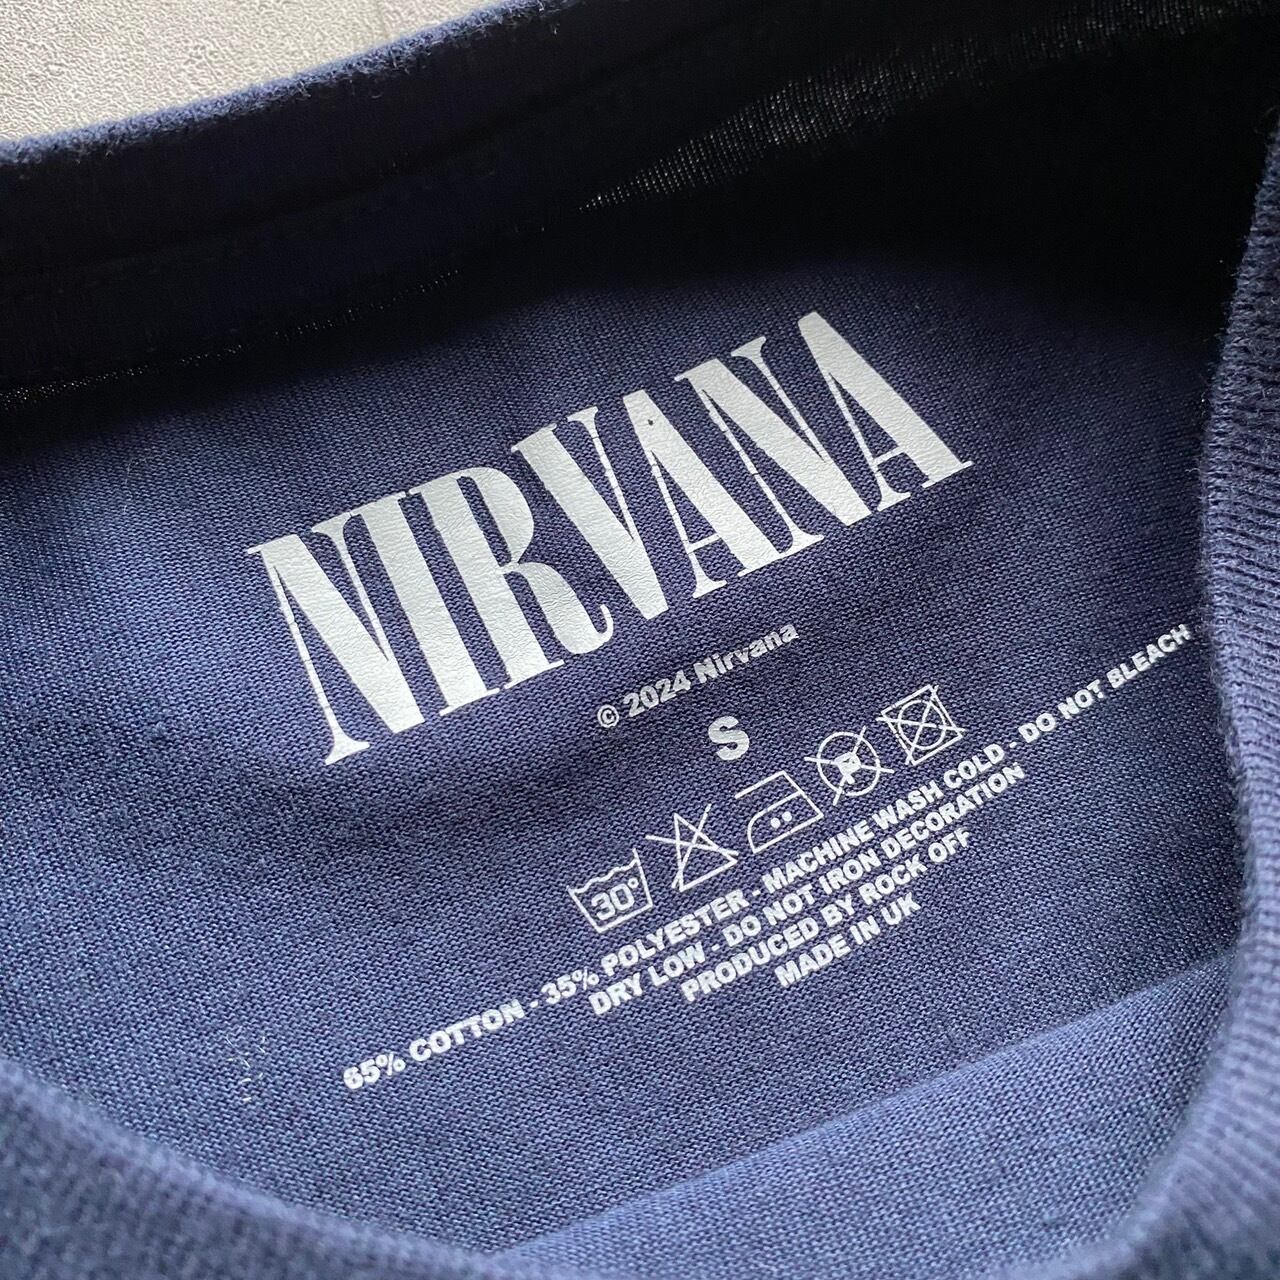 NIRVANA
© 2024 Nirvana
S
30°
P
65% COTTON - 35% POLYESTER - MACHINE WASH COLD - DO NOT BLEACH
DRY LOW - DO NOT IRON DECORATION
PRODUCED BY ROCK OFF
MADE IN UK